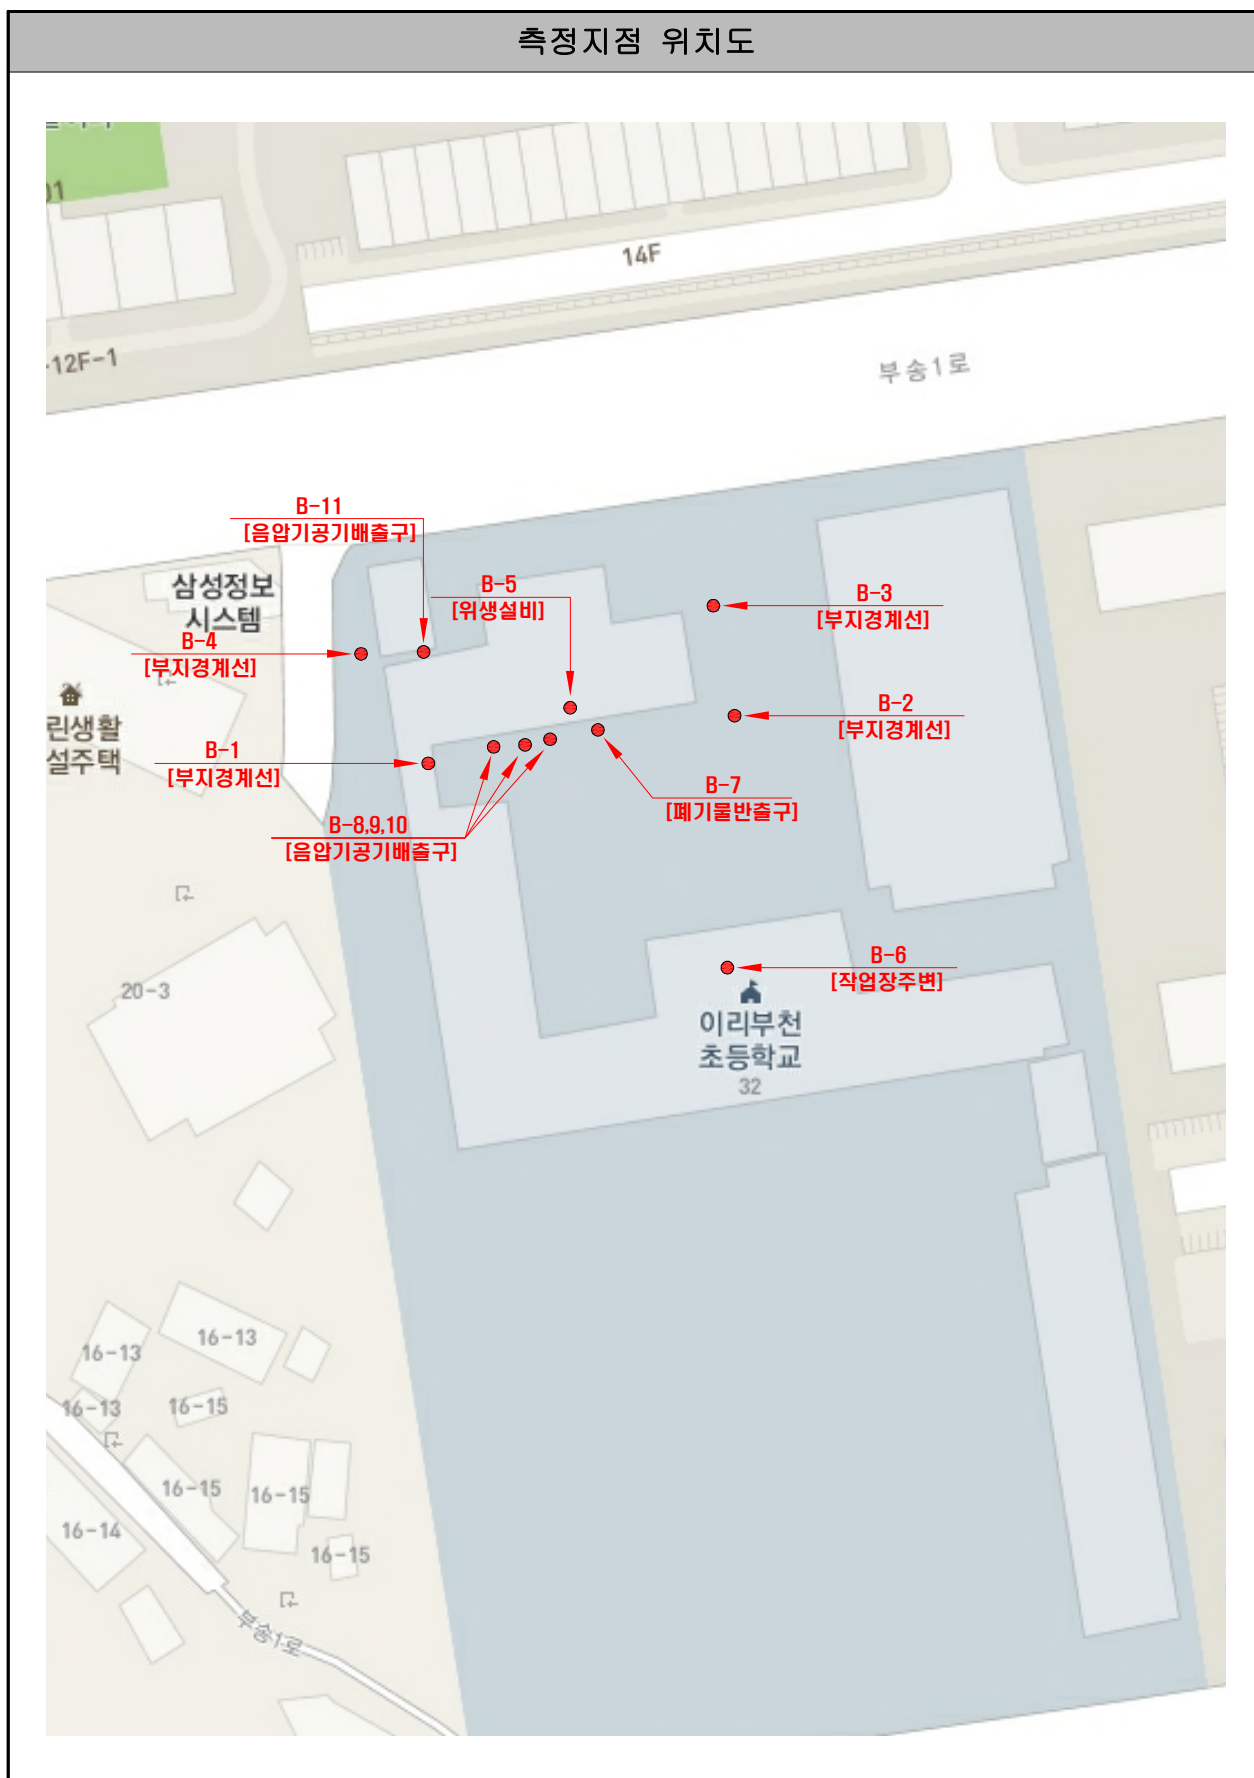 측정지점 위치도
14F
-12F-1
부송1로
B-11
[음압기공기배출구]
삼성정보
시스템
B-5
[위생설비]
B-3
[부지경계선]
B-4
[부지경계선]
린생활
설주택
B-2
[부지경계선]
B-1
[부지경계선]
B-7
[폐기물반출구]
B-8,9,10
[음압기공기배출구]
B-6
[작업장주변]
20-3
이리부천
초등학교
32
16-13
16-13
16-13
16-15
16-15
16-15
16-14
16-15
부송1로